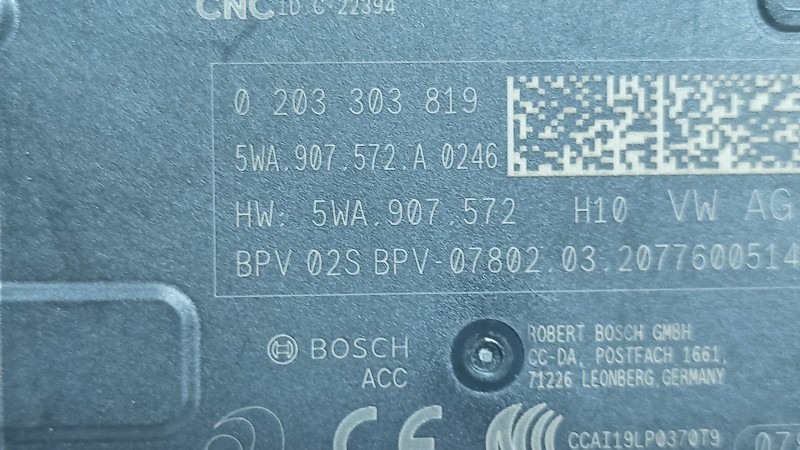 CNC ID C-22394
0 203 303 819
5WA.907.572.A 0246
HW: 5WA.907.572 H10 VW AG
BPV 02S BPV-07802.03.2077600514
BOSCH
ACC
ROBERT BOSCH GMBH
CC-DA, POSTFACH 1661,
71226 LEONBERG, GERMANY
CE
CCAI19LP0370T9